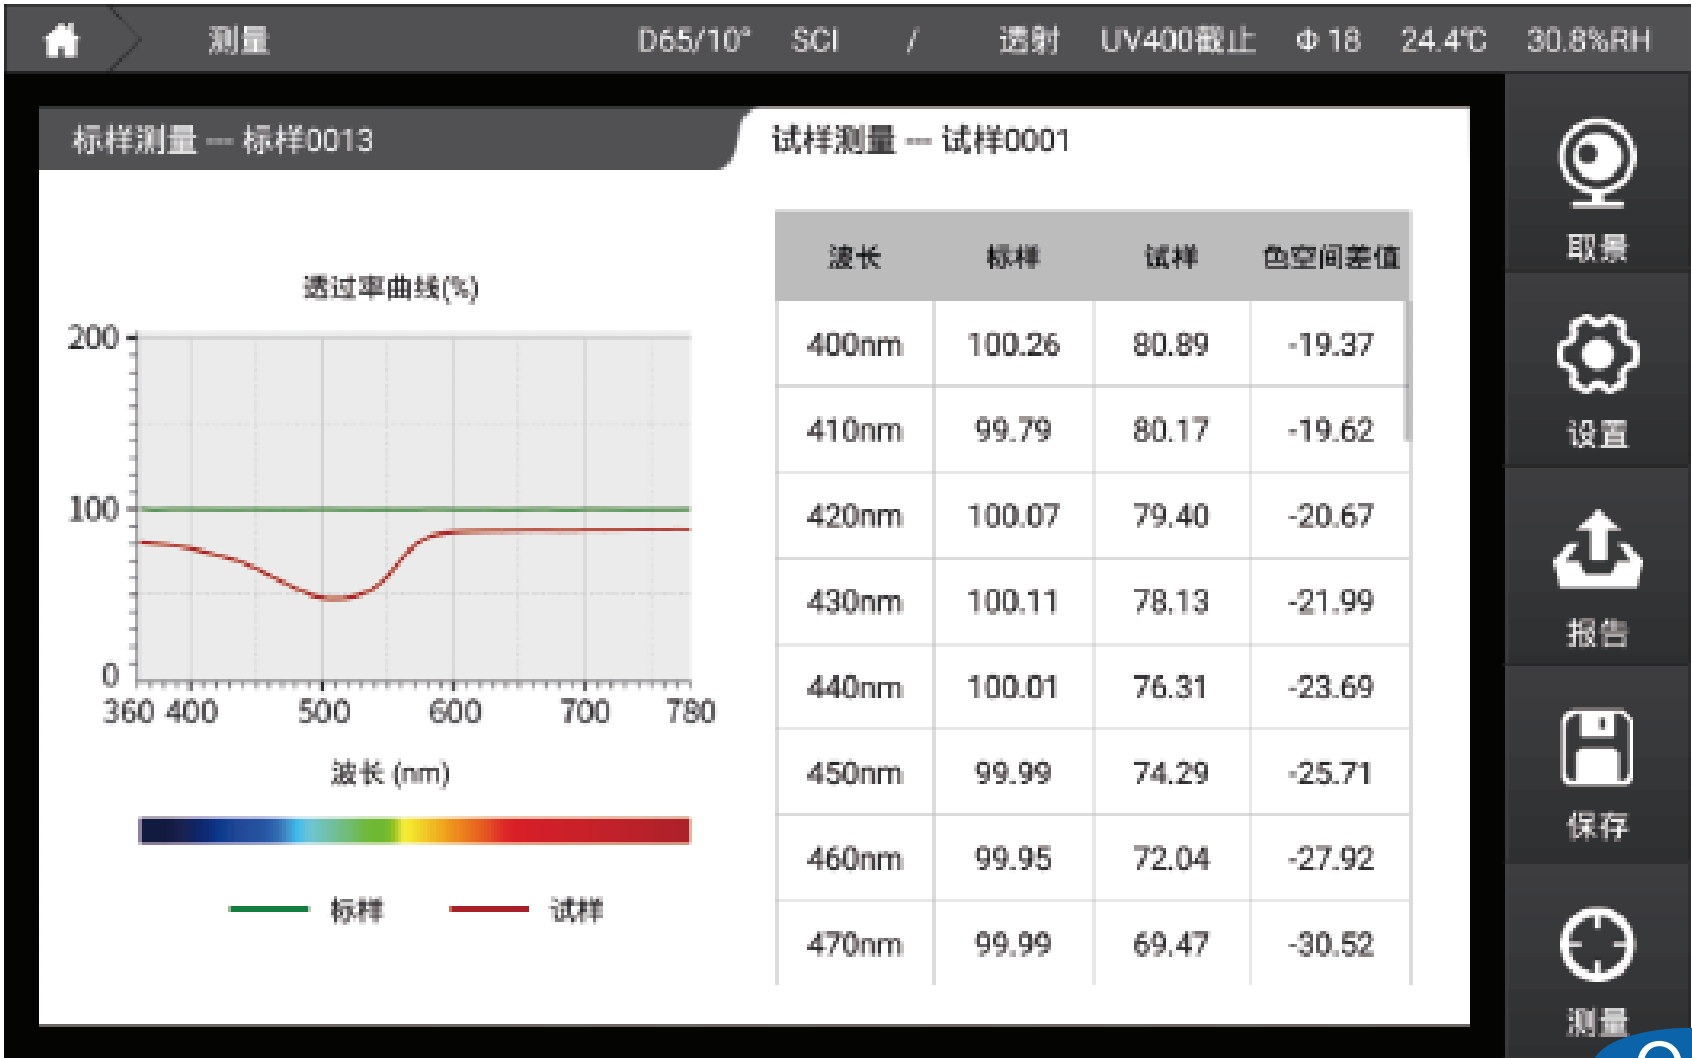 测量 D65/10° SCI / 透射 UV400截止 Φ 18 24.4℃ 30.8%RH
标样测量 --- 标样0013
试样测量 --- 试样0001
透过率曲线(%)
200
100
0
360 400 500 600 700 780
波长 (nm)
标样 试样
波长 标样 试样 色空间差值
400nm 100.26 80.89 -19.37
410nm 99.79 80.17 -19.62
420nm 100.07 79.40 -20.67
430nm 100.11 78.13 -21.99
440nm 100.01 76.31 -23.69
450nm 99.99 74.29 -25.71
460nm 99.95 72.04 -27.92
470nm 99.99 69.47 -30.52
取景
设置
报告
保存
测量